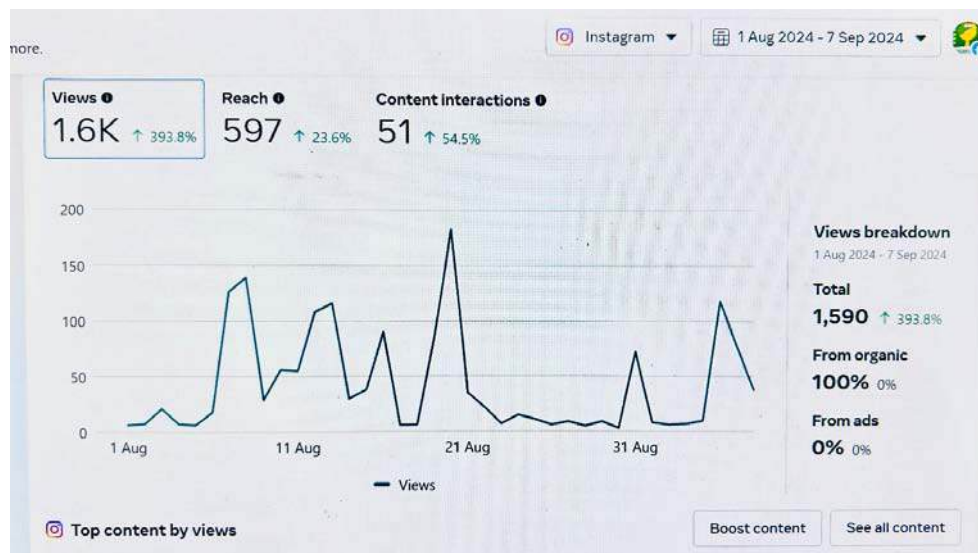 more.
Instagram
1 Aug 2024 - 7 Sep 2024
Views
Reach
Content interactions
1.6K ↑ 393.8%
597 ↑ 23.6%
51 ↑ 54.5%
200
150
100
50
0
1 Aug
11 Aug
21 Aug
31 Aug
Views
Views breakdown
1 Aug 2024 - 7 Sep 2024
Total
1,590 ↑ 393.8%
From organic
100% 0%
From ads
0% 0%
Top content by views
Boost content
See all content